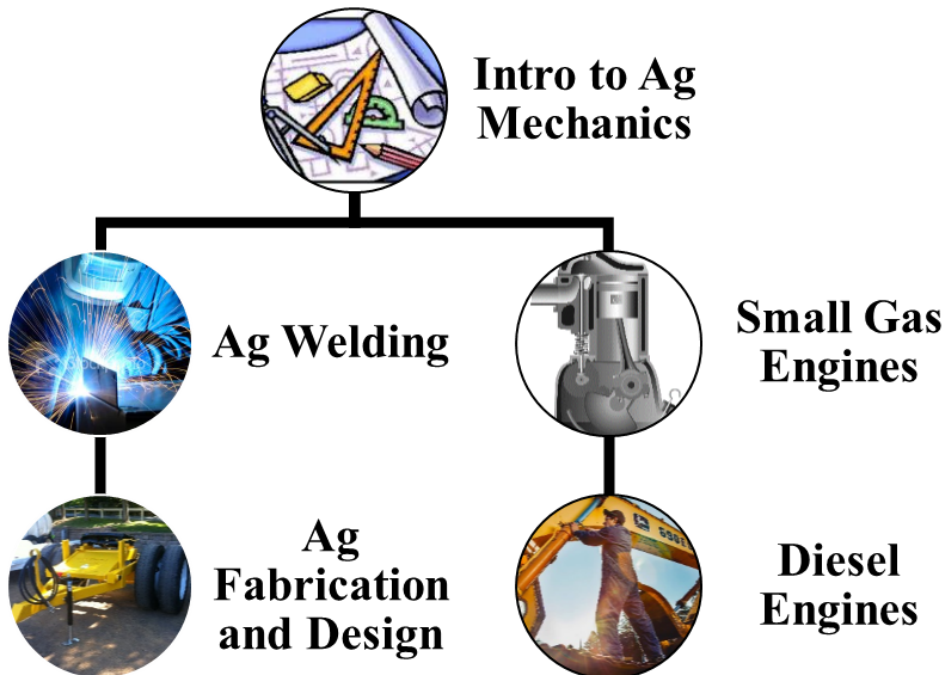 Intro to Ag
Mechanics
Ag Welding
Small Gas
Engines
Ag
Fabrication
and Design
Diesel
Engines